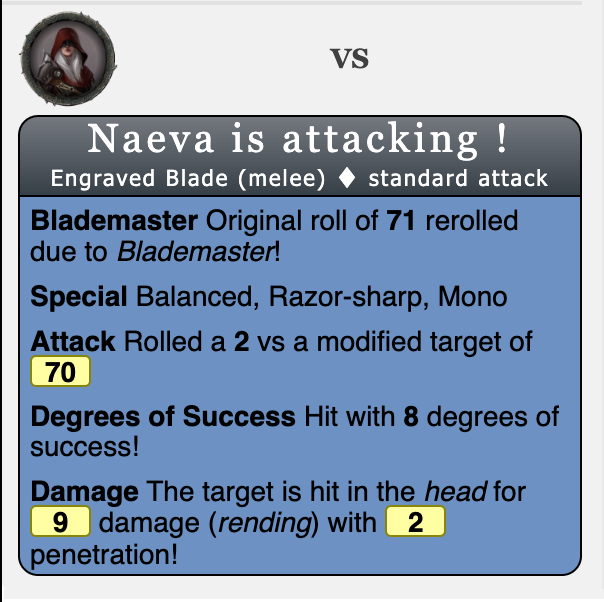 vs
Naeva is attacking !
Engraved Blade (melee) ♦ standard attack
Blademaster Original roll of 71 rerolled
due to Blademaster!
Special Balanced, Razor-sharp, Mono
Attack Rolled a 2 vs a modified target of
70
Degrees of Success Hit with 8 degrees of
success!
Damage The target is hit in the head for
9 damage (rending) with 2
penetration!